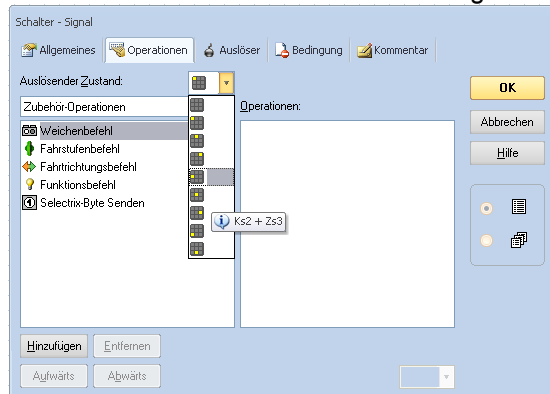 Schalter - Signal
Allgemeines Operationen Auslöser Bedingung Kommentar
Auslösender Zustand:
OK
Zubehör-Operationen
Operationen:
Abbrechen
Weichenbefehl
Fahrstufenbefehl
Hilfe
Fahrtrichtungsbefehl
Funktionsbefehl
Selectrix-Byte Senden
Ks2 + Zs3
Hinzufügen Entfernen
Aufwärts Abwärts